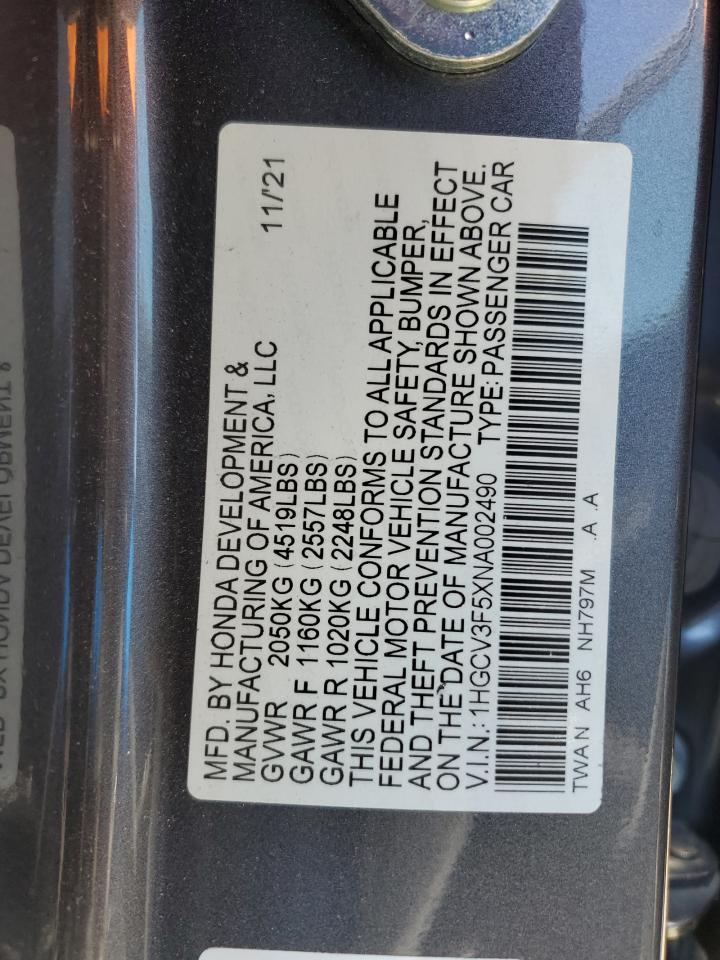 MFD. BY HONDA DEVELOPMENT &
MANUFACTURING OF AMERICA, LLC
GVWR 2050KG (4519LBS) 11/'21
GAWR F 1160KG (2557LBS)
GAWR R 1020KG (2248LBS)
THIS VEHICLE CONFORMS TO ALL APPLICABLE
FEDERAL MOTOR VEHICLE SAFETY, BUMPER,
AND THEFT PREVENTION STANDARDS IN EFFECT
ON THE DATE OF MANUFACTURE SHOWN ABOVE.
V.I.N.: 1HGCV3F5XNA002490 TYPE: PASSENGER CAR
TWA N AH6 NH797M .A .A